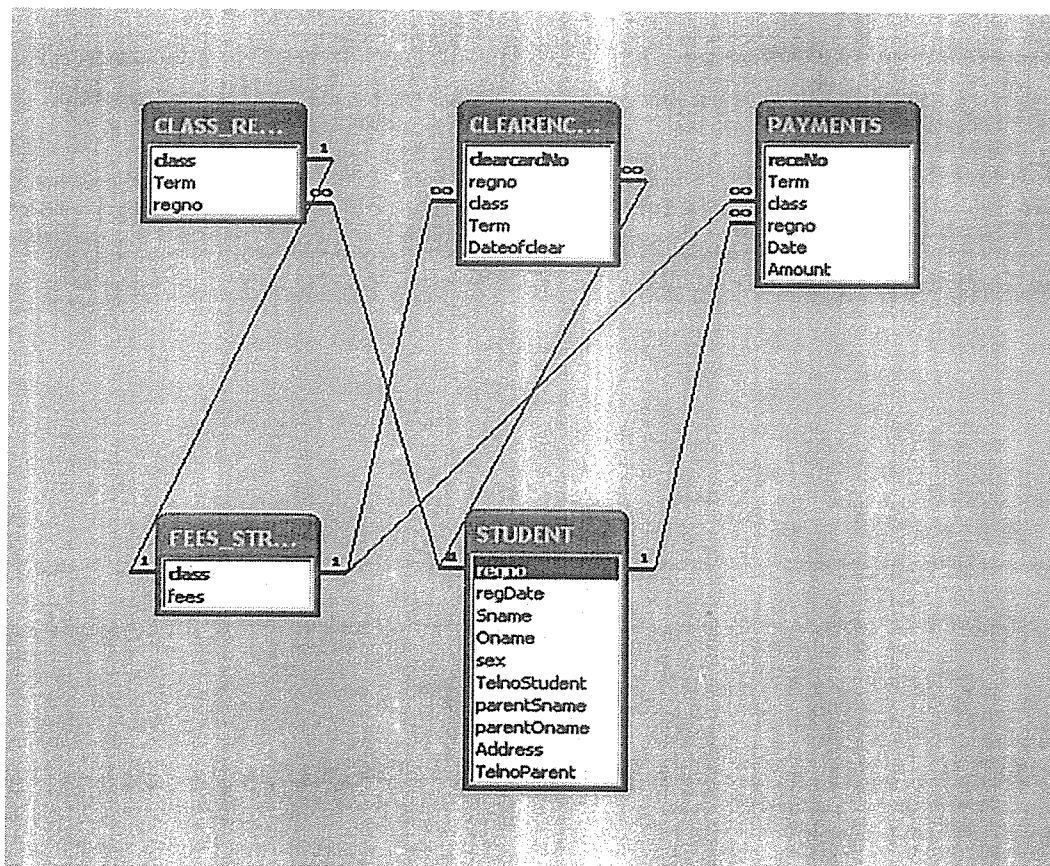 CLASS_RE...
class
Term
regno
1
∞
CLEARENC...
clearcardNo
regno
class
Term
Dateofclear
∞
∞
PAYMENTS
receNo
Term
class
regno
Date
Amount
∞
∞
FEES_STR...
class
fees
1
1
STUDENT
regno
regDate
Sname
Oname
sex
TelnoStudent
parentSname
parentOname
Address
TelnoParent
1
1